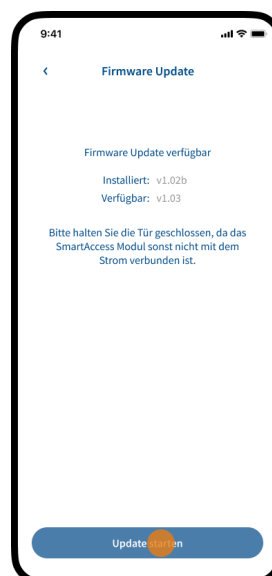 9:41
Firmware Update
Firmware Update verfügbar
Installiert: v1.02b
Verfügbar: v1.03
Bitte halten Sie die Tür geschlossen, da das
SmartAccess Modul sonst nicht mit dem
Strom verbunden ist.
Update starten